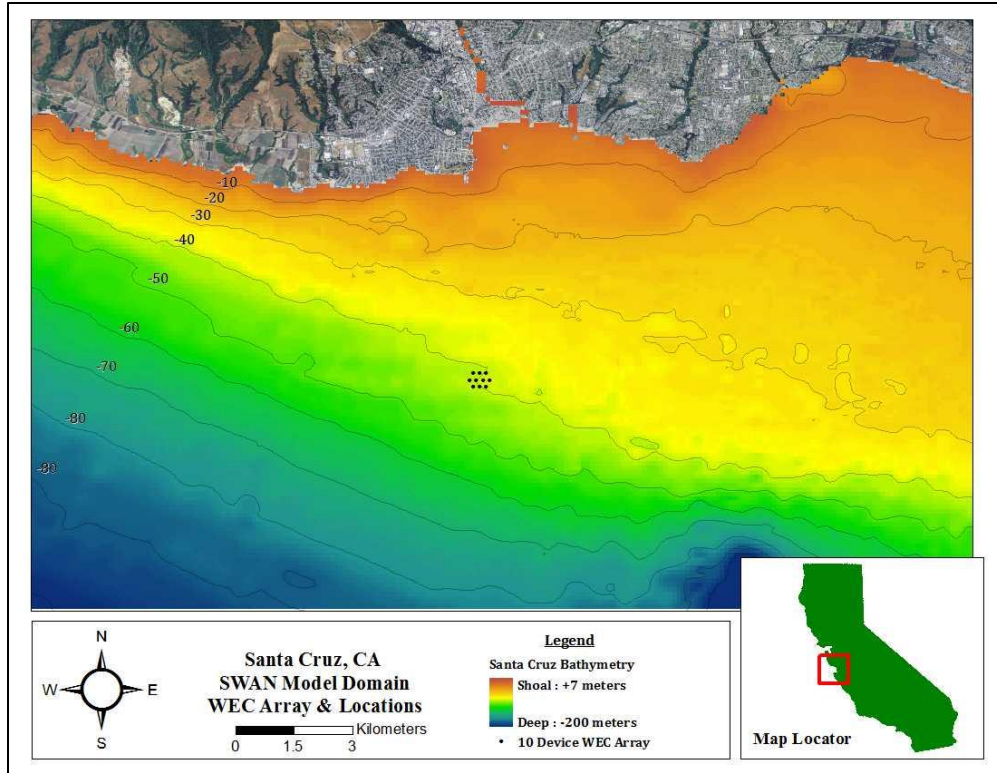 -10
-20
-30
-40
-50
-60
-70
-80
N
W
E
S
Santa Cruz, CA
SWAN Model Domain
WEC Array & Locations
Kilometers
0 1.5 3
Legend
Santa Cruz Bathymetry
Shoal : +7 meters
Deep : -200 meters
10 Device WEC Array
Map Locator